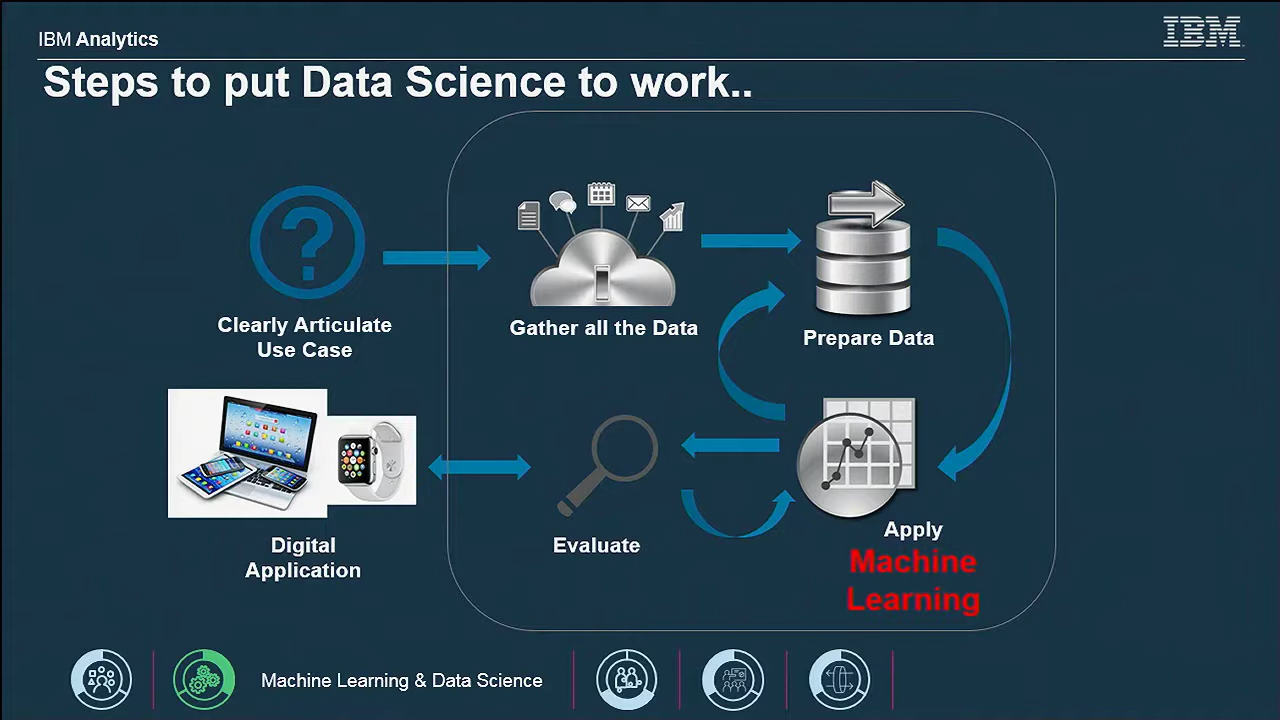 IBM Analytics
IBM
Steps to put Data Science to work..
Clearly Articulate
Use Case
Gather all the Data
Prepare Data
Digital
Application
Evaluate
Apply
Machine
Learning
Machine Learning & Data Science